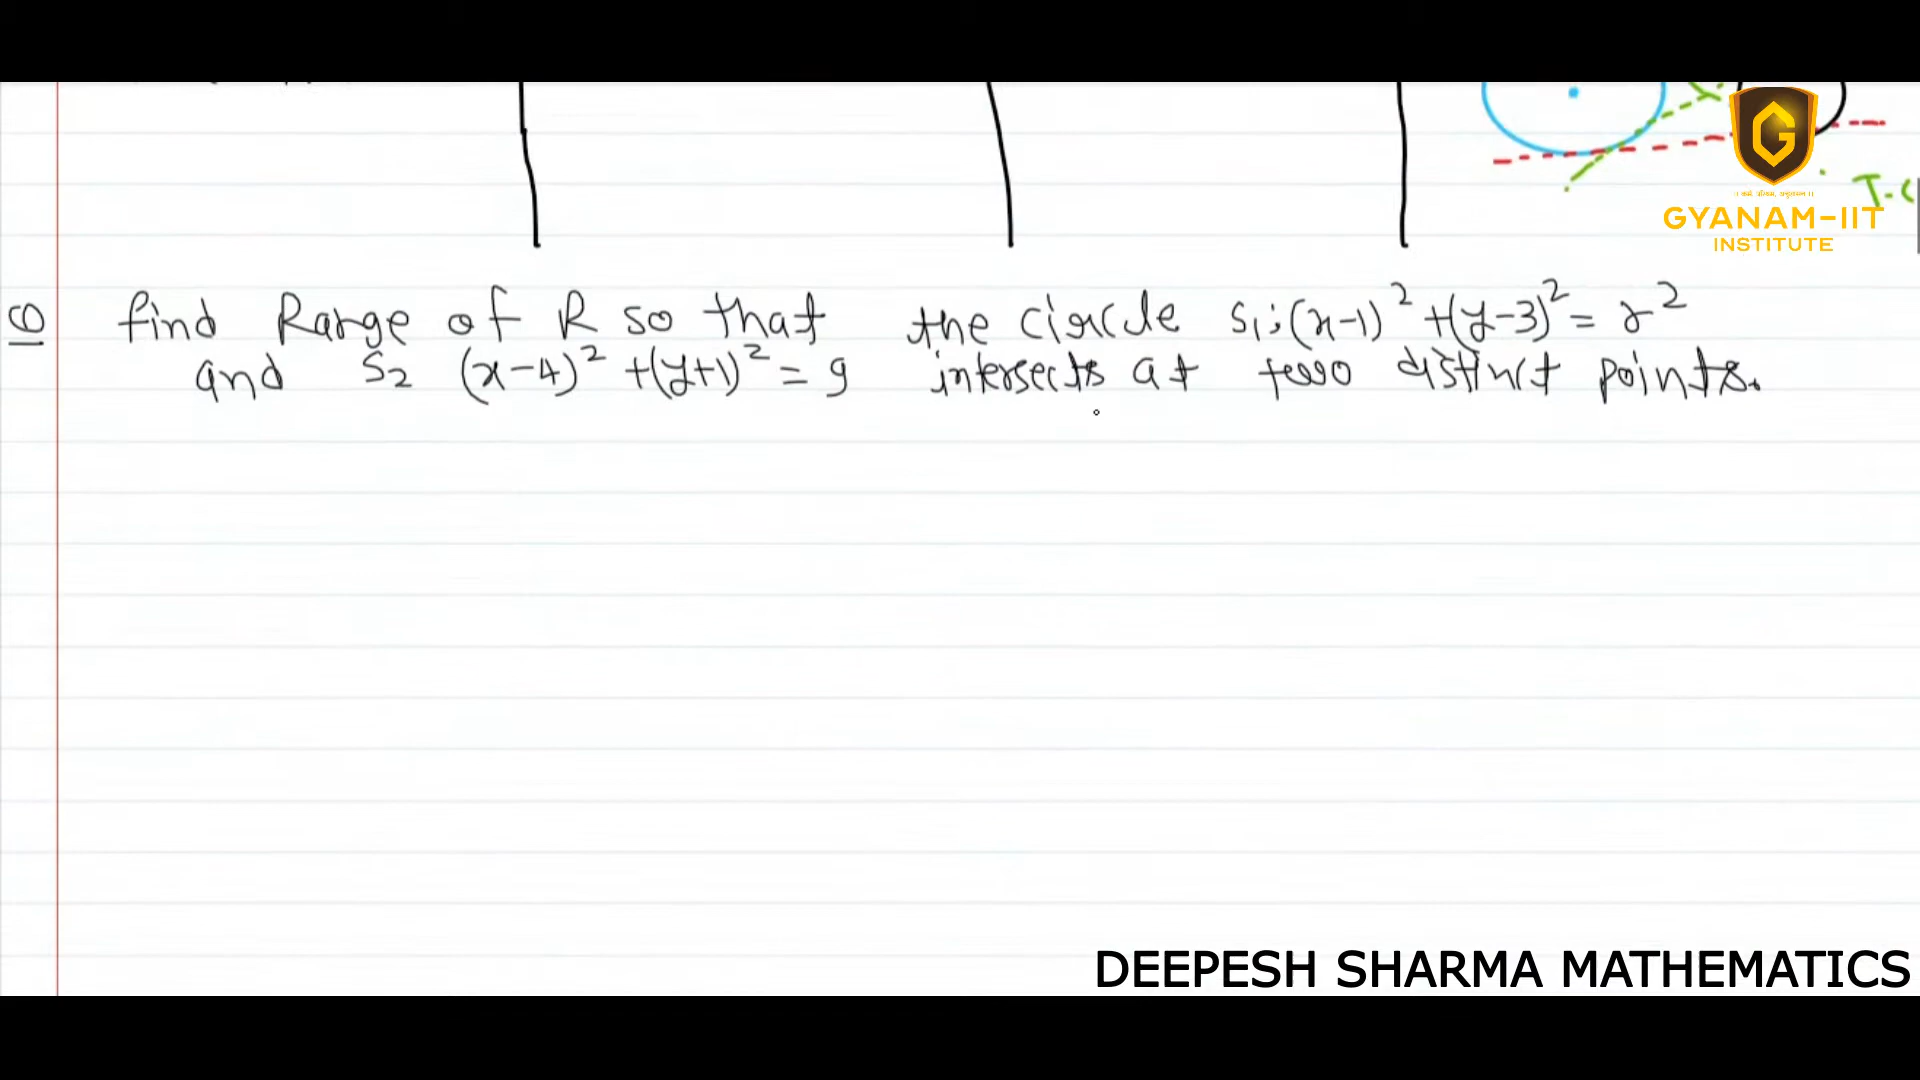 T.C
GYANAM-IIT
INSTITUTE
Q find Range of R so that the circle S₁: (x-1)² + (y-3)² = r²
and S₂ (x-4)² + (y+1)² = 9 intersects at two distinct points.
DEEPESH SHARMA MATHEMATICS